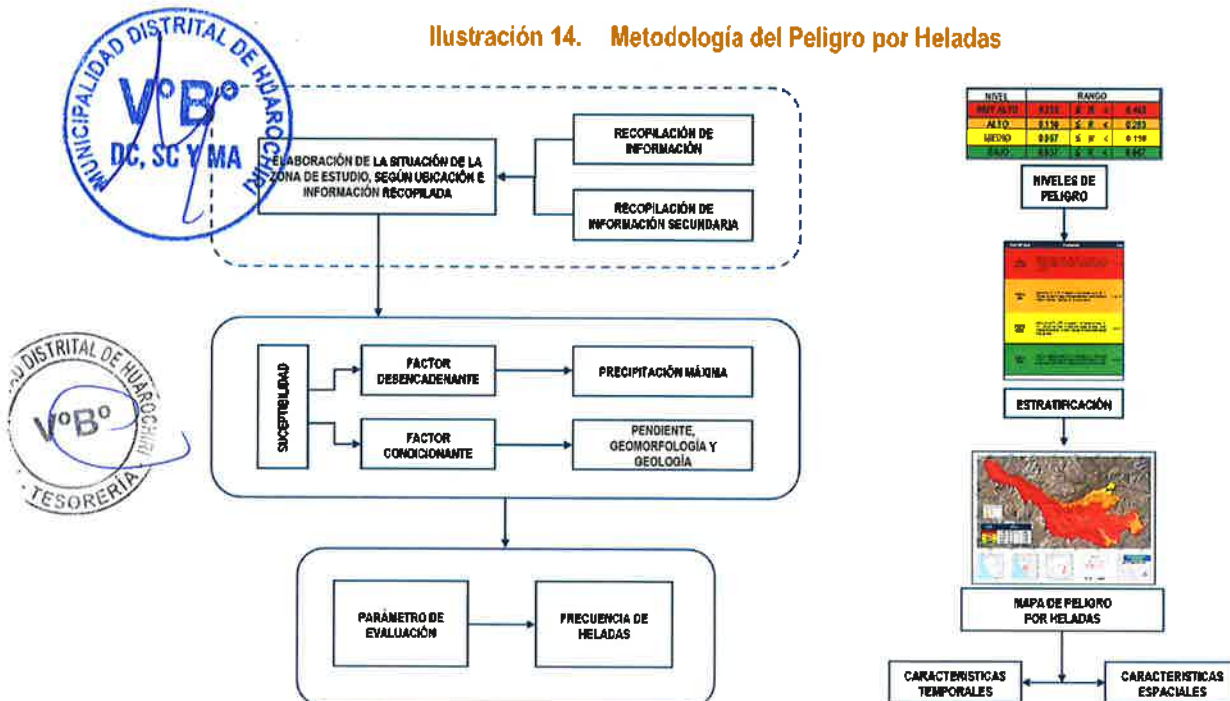 Ilustración 14. Metodología del Peligro por Heladas
MUNICIPALIDAD DISTRITAL DE HUAROCHIRI
V°B°
DC, SC Y MA
ELABORACIÓN DE LA SITUACIÓN DE LA
ZONA DE ESTUDIO, SEGÚN UBICACIÓN E
INFORMACIÓN RECOPILADA
RECOPILACIÓN DE
INFORMACIÓN
RECOPILACIÓN DE
INFORMACIÓN SECUNDARIA
DISTRITAL DE HUAROCHIRI
V°B°
TESORERÍA
SUCEPTIBILIDAD
FACTOR
DESENCADENANTE
PRECIPITACIÓN MÁXIMA
FACTOR
CONDICIONANTE
PENDIENTE,
GEOMORFOLOGÍA Y
GEOLOGÍA
PARÁMETRO DE
EVALUACIÓN
FRECUENCIA DE
HELADAS
NIVEL RANGO
MUY ALTO
ALTO
MEDIO
BAJO
NIVELES DE
PELIGRO
ESTRATIFICACIÓN
MAPA DE PELIGRO
POR HELADAS
CARACTERISTICAS
TEMPORALES
CARACTERISTICAS
ESPACIALES